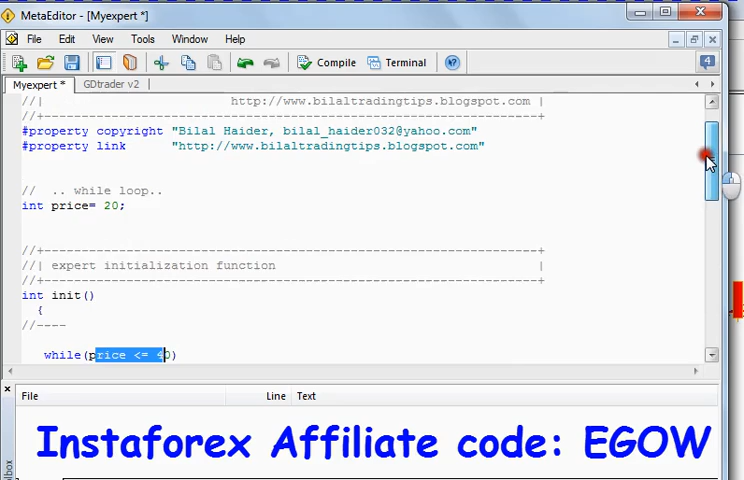 MetaEditor - [Myexpert *]
File Edit View Tools Window Help
Compile Terminal 4
Myexpert * GDtrader v2
//| http://www.bilaltradingtips.blogspot.com |
//+------------------------------------------------------------------+
#property copyright "Bilal Haider, bilal_haider032@yahoo.com"
#property link "http://www.bilaltradingtips.blogspot.com"
// .. while loop..
int price= 20;
//+------------------------------------------------------------------+
//| expert initialization function |
//+------------------------------------------------------------------+
int init()
{
//----
while(price <= 40)
File Line Text
Instaforex Affiliate code: EGOW